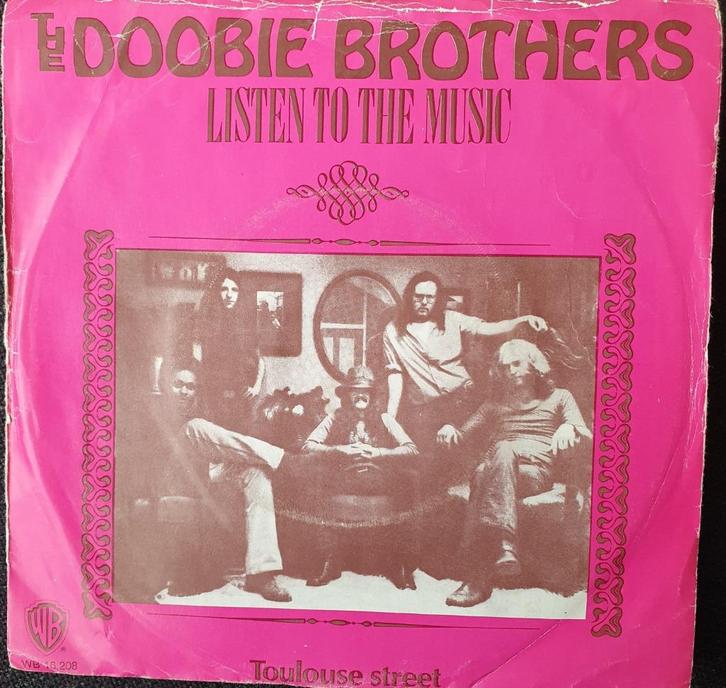 THE DOOBIE BROTHERS
LISTEN TO THE MUSIC
WB
WB 16.208
Toulouse street